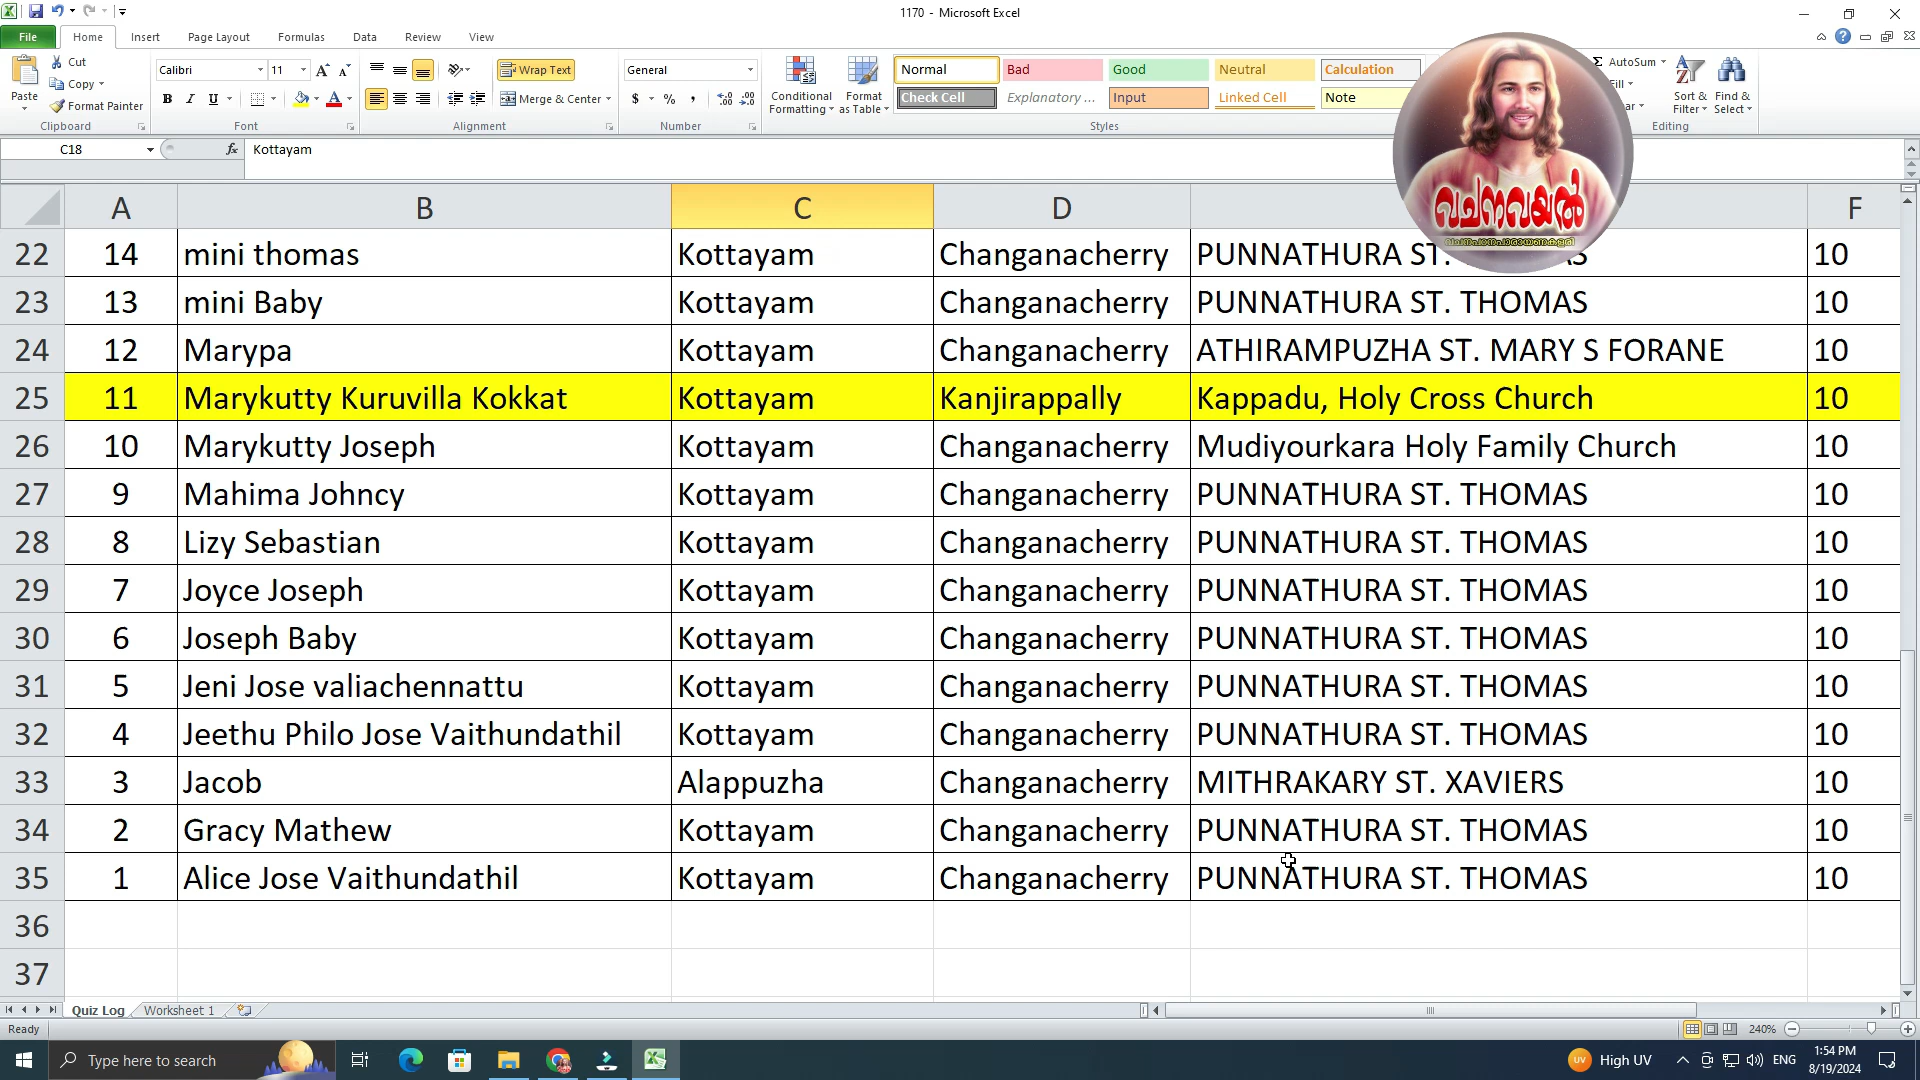 1170 - Microsoft Excel
File Home Insert Page Layout Formulas Data Review View
Paste Cut Copy Format Painter Clipboard
Calibri 11 B I U Font
Wrap Text Merge & Center Alignment
General $ % , Number
Conditional Formatting Format as Table
Normal Bad Good Neutral Calculation
Check Cell Explanatory ... Input Linked Cell Note
Styles
Σ AutoSum Sort & Filter Find & Select Editing
C18 fx Kottayam
വചനവയൽ
A B C D F
22 14 mini thomas Kottayam Changanacherry PUNNATHURA ST.
10
23 13 mini Baby Kottayam Changanacherry PUNNATHURA ST. THOMAS 10
24 12 Marypa Kottayam Changanacherry ATHIRAMPUZHA ST. MARY S FORANE 10
25 11 Marykutty Kuruvilla Kokkat Kottayam Kanjirappally Kappadu, Holy Cross Church 10
26 10 Marykutty Joseph Kottayam Changanacherry Mudiyourkara Holy Family Church 10
27 9 Mahima Johncy Kottayam Changanacherry PUNNATHURA ST. THOMAS 10
28 8 Lizy Sebastian Kottayam Changanacherry PUNNATHURA ST. THOMAS 10
29 7 Joyce Joseph Kottayam Changanacherry PUNNATHURA ST. THOMAS 10
30 6 Joseph Baby Kottayam Changanacherry PUNNATHURA ST. THOMAS 10
31 5 Jeni Jose valiachennattu Kottayam Changanacherry PUNNATHURA ST. THOMAS 10
32 4 Jeethu Philo Jose Vaithundathil Kottayam Changanacherry PUNNATHURA ST. THOMAS 10
33 3 Jacob Alappuzha Changanacherry MITHRAKARY ST. XAVIERS 10
34 2 Gracy Mathew Kottayam Changanacherry PUNNATHURA ST. THOMAS 10
35 1 Alice Jose Vaithundathil Kottayam Changanacherry PUNNATHURA ST. THOMAS 10
36
37
Quiz Log Worksheet 1
Ready 240%
Type here to search High UV ENG 1:54 PM
8/19/2024